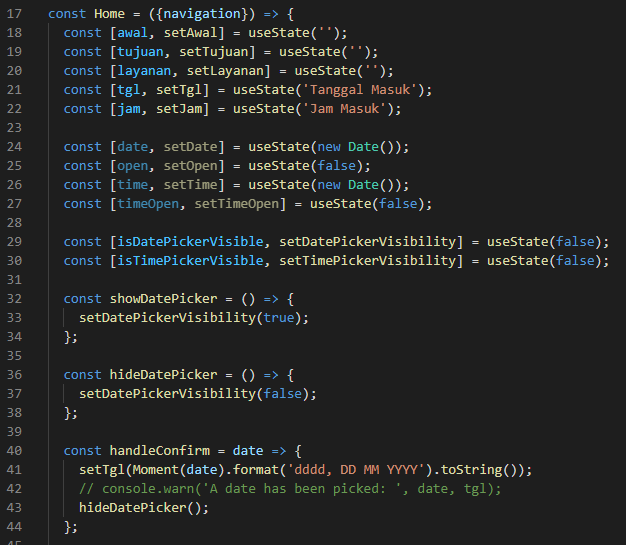 17 const Home = ({navigation}) => {
18 const [awal, setAwal] = useState('');
19 const [tujuan, setTujuan] = useState('');
20 const [layanan, setLayanan] = useState('');
21 const [tgl, setTgl] = useState('Tanggal Masuk');
22 const [jam, setJam] = useState('Jam Masuk');
23
24 const [date, setDate] = useState(new Date());
25 const [open, setOpen] = useState(false);
26 const [time, setTime] = useState(new Date());
27 const [timeOpen, setTimeOpen] = useState(false);
28
29 const [isDatePickerVisible, setDatePickerVisibility] = useState(false);
30 const [isTimePickerVisible, setTimePickerVisibility] = useState(false);
31
32 const showDatePicker = () => {
33 setDatePickerVisibility(true);
34 };
35
36 const hideDatePicker = () => {
37 setDatePickerVisibility(false);
38 };
39
40 const handleConfirm = date => {
41 setTgl(Moment(date).format('dddd, DD MM YYYY').toString());
42 // console.warn('A date has been picked: ', date, tgl);
43 hideDatePicker();
44 };